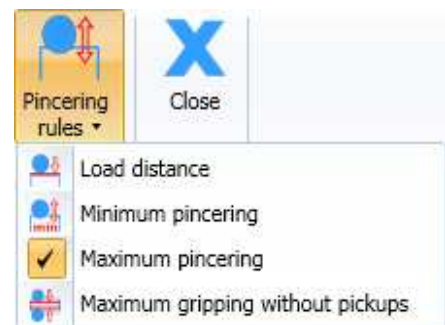 Pincering
rules
Close
Load distance
Minimum pincering
Maximum pincering
Maximum gripping without pickups